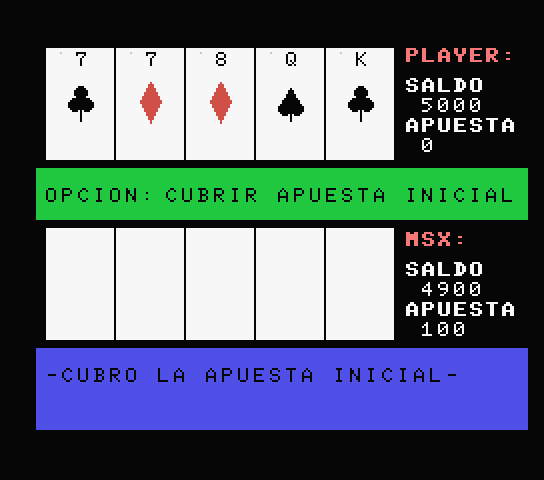 7 7 8 Q K
PLAYER:
SALDO
5000
APUESTA
0
OPCION: CUBRIR APUESTA INICIAL
MSX:
SALDO
4900
APUESTA
100
-CUBRO LA APUESTA INICIAL-